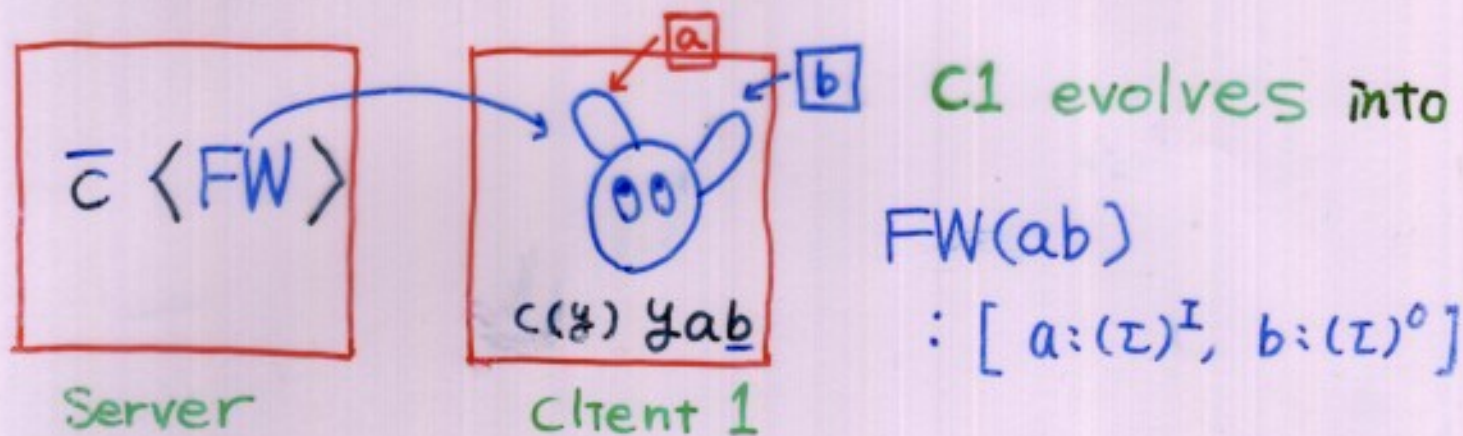 a
b
C1 evolves into
c̄ ⟨FW⟩
FW(ab)
c(y) yab̲
: [ a:(τ)ᴵ, b:(τ)ᴼ]
Server
Client 1